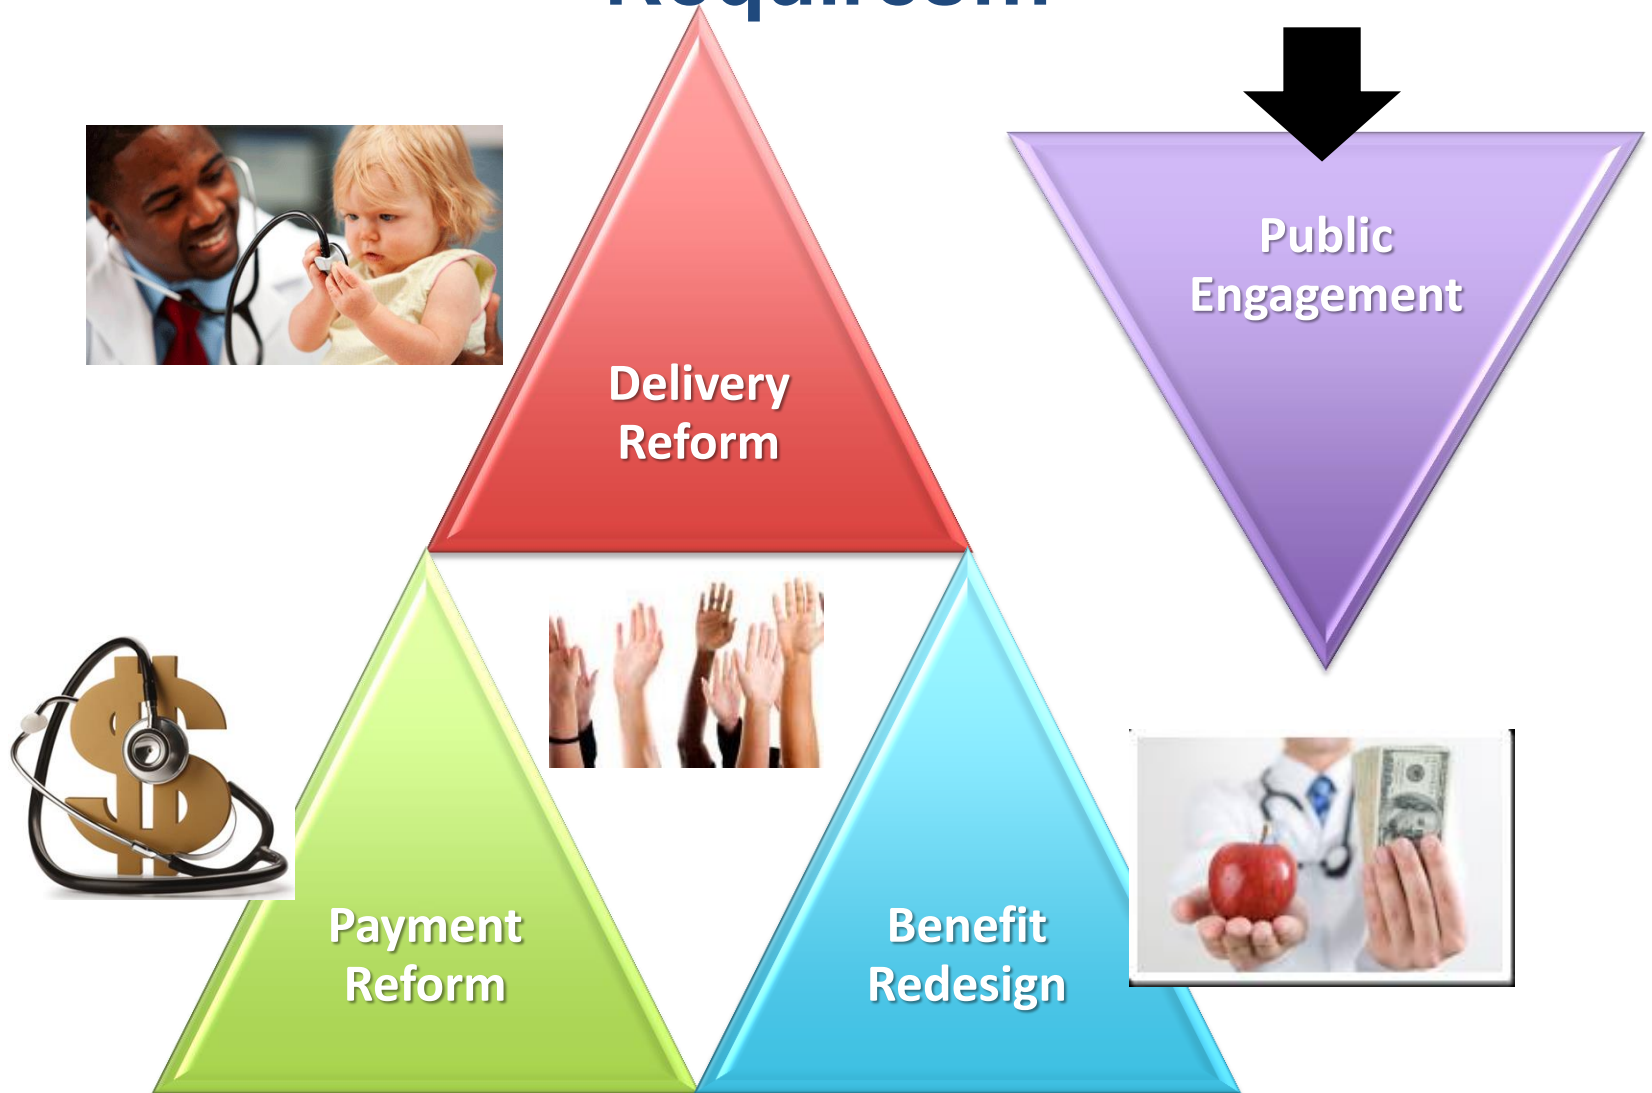 Delivery
Reform
Public
Engagement
Payment
Reform
Benefit
Redesign